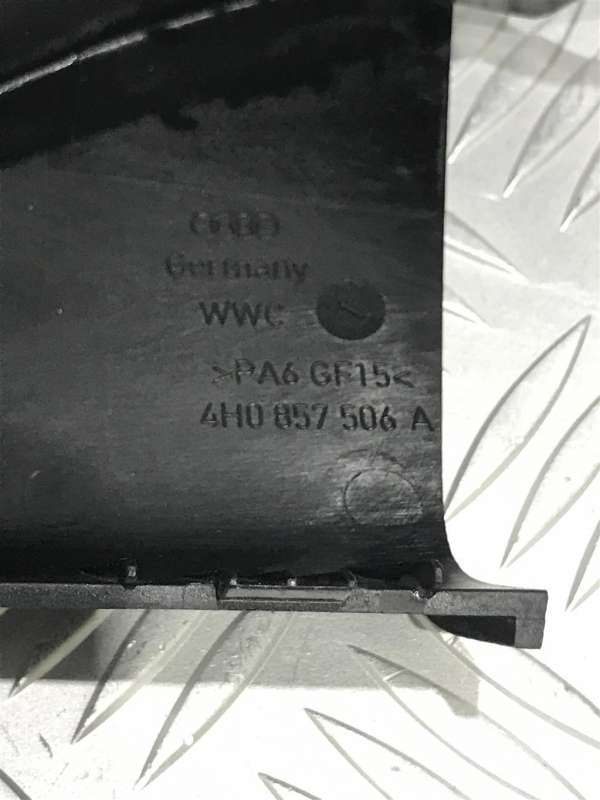 Germany
WWC
>PA6 GF15<
4H0 857 506 A